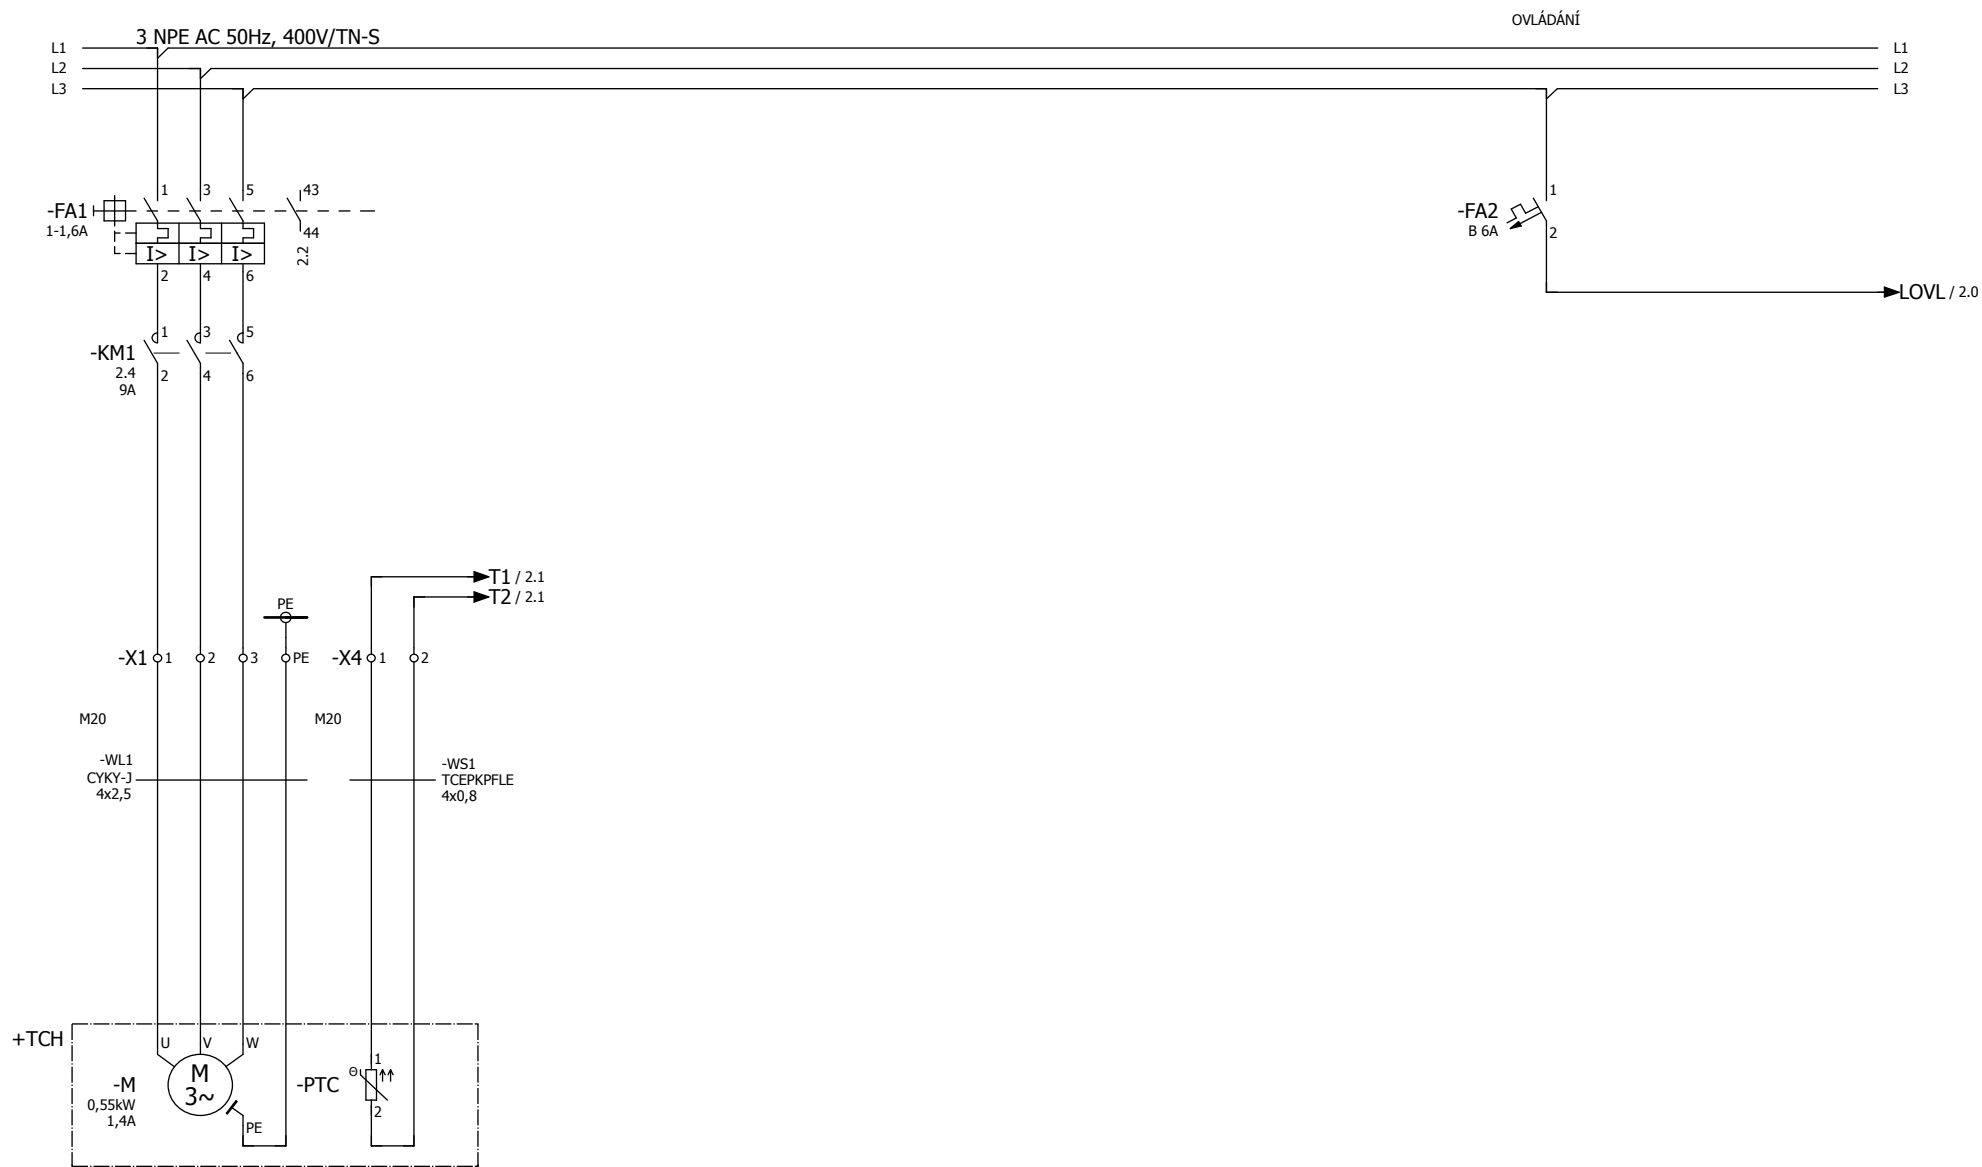 OVLÁDÁNÍ
3 NPE AC 50Hz, 400V/TN-S
L1 L1
L2 L2
L3 L3
1 3 5 43
-FA1
1-1,6A
44
I> I> I>
2 4 6
2.2
1
-FA2
B 6A
2
LOVL / 2.0
1 3 5
-KM1
2.4
9A
2 4 6
T1 / 2.1
T2 / 2.1
PE
-X1 1 2 3 PE -X4 1 2
M20 M20
-WL1
CYKY-J
4x2,5
-WS1
TCEPKPFLE
4x0,8
+TCH
U V W
M
3~
-M
0,55kW
1,4A
PE
-PTC
Θ
1
2